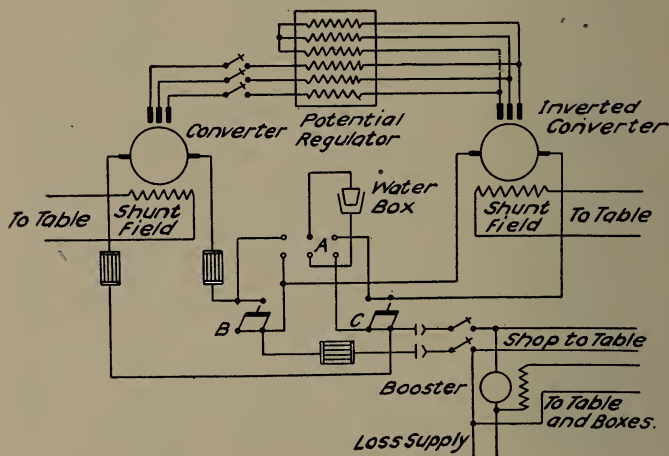 Potential
Regulator
Converter
Inverted
Converter
To Table
Shunt
Field
Water
Box
Shunt
Field
To Table
A
B
C
Shop to Table
Booster
To Table
and Boxes.
Loss Supply